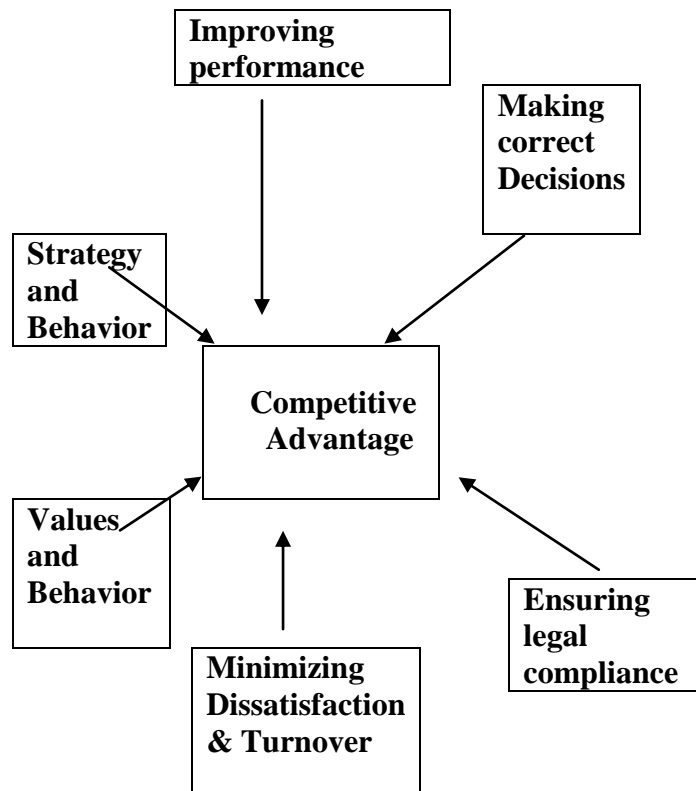 Improving
performance
Making
correct
Decisions
Strategy
and
Behavior
Competitive
Advantage
Values
and
Behavior
Ensuring
legal
compliance
Minimizing
Dissatisfaction
& Turnover